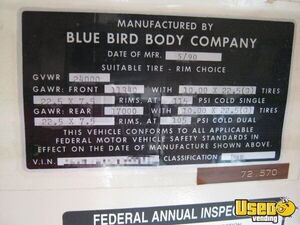 MANUFACTURED BY
BLUE BIRD BODY COMPANY
DATE OF MFR. 5/90
SUITABLE TIRE - RIM CHOICE
GVWR 24000
GAWR: FRONT 11340 WITH 10.00 X 22.5(F) TIRES
22.5 X 7.5 RIMS, AT 115 PSI COLD SINGLE
GAWR: REAR 17000 WITH 10.00 X 22.5(F) TIRES
22.5 X 7.5 RIMS, AT 105 PSI COLD DUAL
THIS VEHICLE CONFORMS TO ALL APPLICABLE
FEDERAL MOTOR VEHICLE SAFETY STANDARDS IN
EFFECT ON THE DATE OF MANUFACTURE SHOWN ABOVE.
V.I.N. CLASSIFICATION
72,570
FEDERAL ANNUAL INSPE
Used
vending